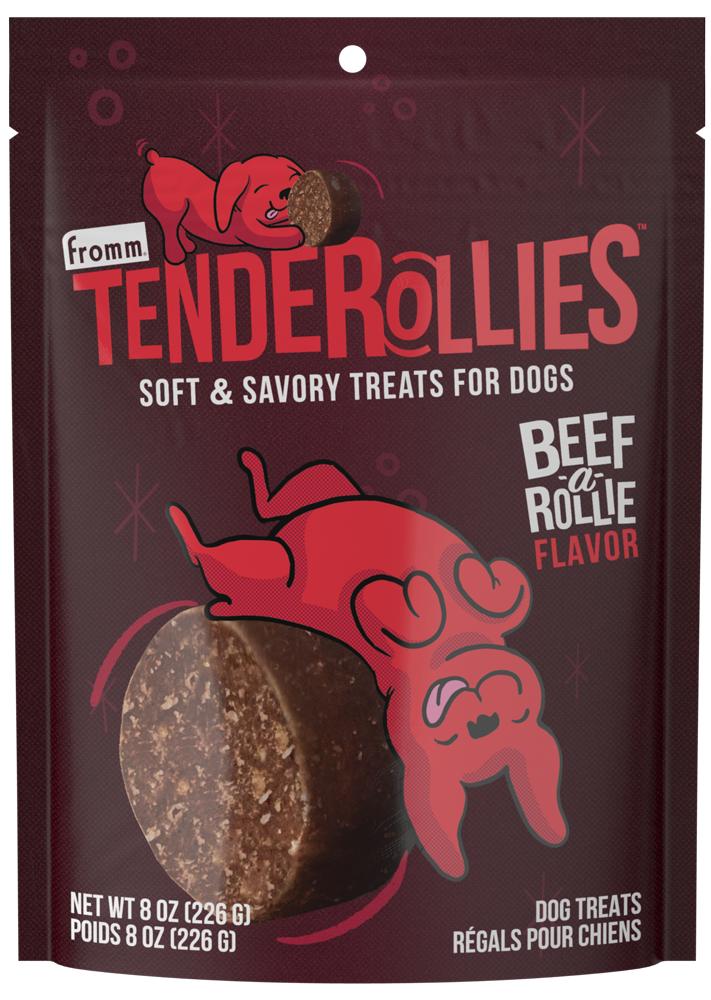 fromm®
TENDERoLLIES™
SOFT & SAVORY TREATS FOR DOGS
BEEF
-a-
ROLLIE
FLAVOR
NET WT 8 OZ (226 G)
POIDS 8 OZ (226 G)
DOG TREATS
RÉGALS POUR CHIENS